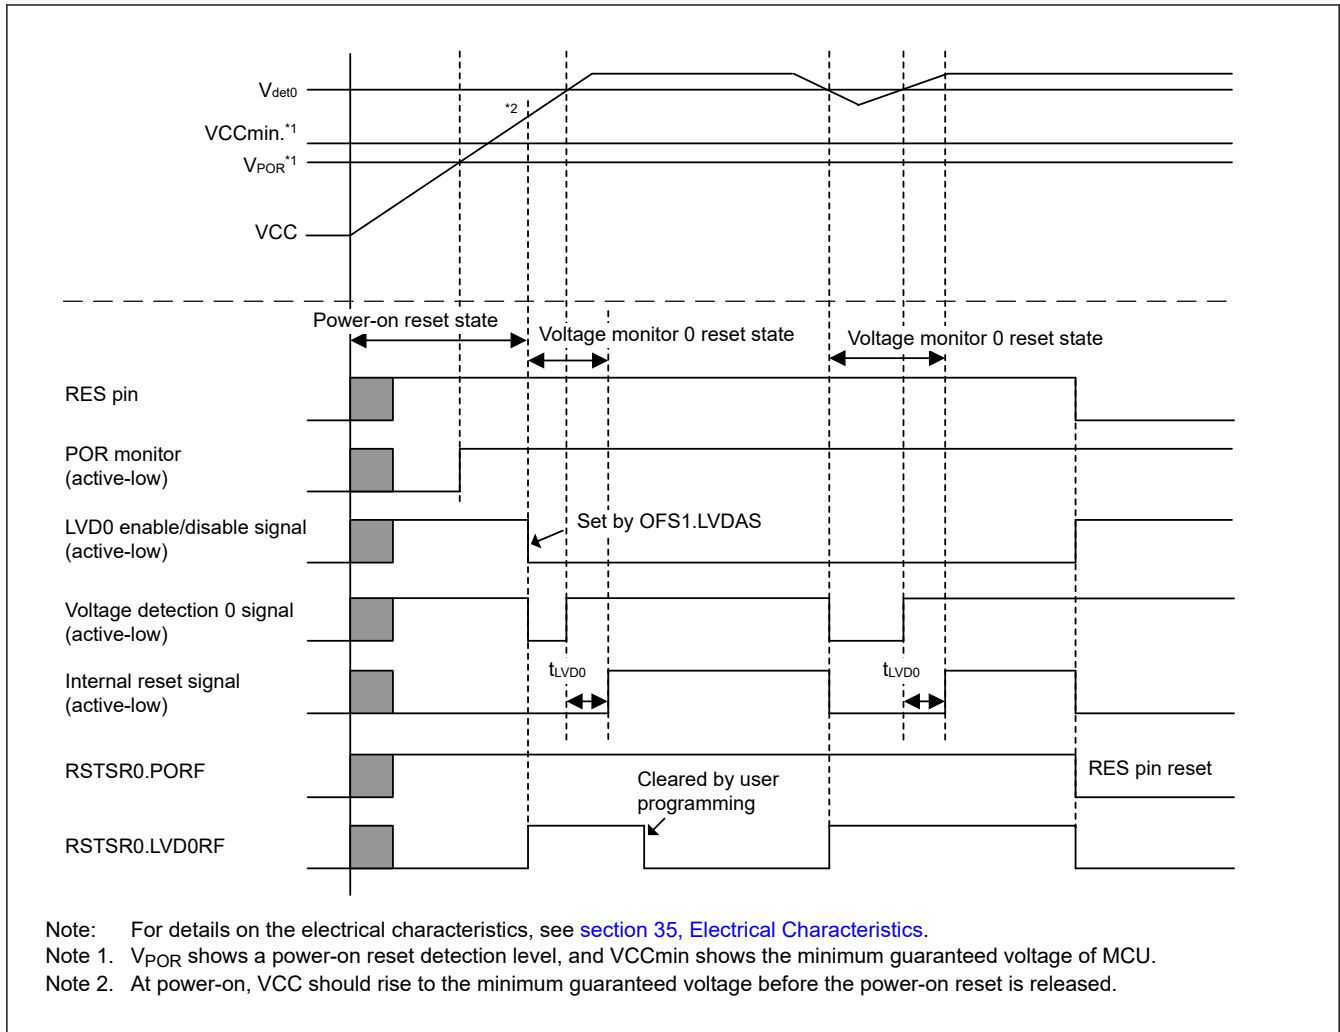 Vdet0
*2
VCCmin.*1
VPOR*1
VCC
Power-on reset state
Voltage monitor 0 reset state
Voltage monitor 0 reset state
RES pin
POR monitor
(active-low)
LVD0 enable/disable signal
(active-low)
Set by OFS1.LVDAS
Voltage detection 0 signal
(active-low)
tLVD0
tLVD0
Internal reset signal
(active-low)
RSTSR0.PORF
RES pin reset
Cleared by user
programming
RSTSR0.LVD0RF
Note: For details on the electrical characteristics, see section 35, Electrical Characteristics.
Note 1. VPOR shows a power-on reset detection level, and VCCmin shows the minimum guaranteed voltage of MCU.
Note 2. At power-on, VCC should rise to the minimum guaranteed voltage before the power-on reset is released.